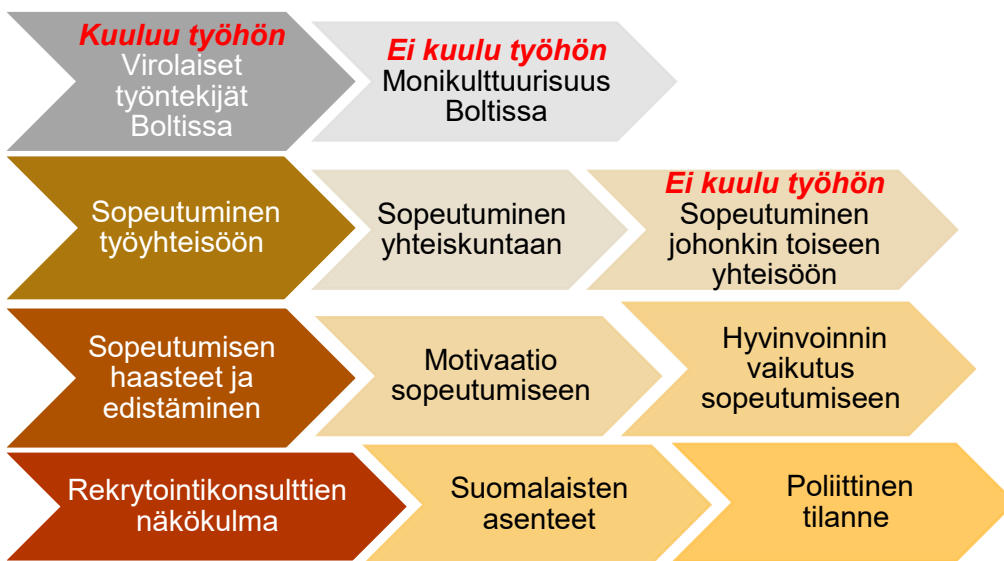 Kuuluu työhön
Virolaiset
työntekijät
Boltissa
Ei kuulu työhön
Monikulttuurisuus
Boltissa
Sopeutuminen
työyhteisöön
Sopeutuminen
yhteiskuntaan
Ei kuulu työhön
Sopeutuminen
johonkin toiseen
yhteisöön
Sopeutumisen
haasteet ja
edistäminen
Motivaatio
sopeutumiseen
Hyvinvoinnin
vaikutus
sopeutumiseen
Rekrytointikonsulttien
näkökulma
Suomalaisten
asenteet
Poliittinen
tilanne